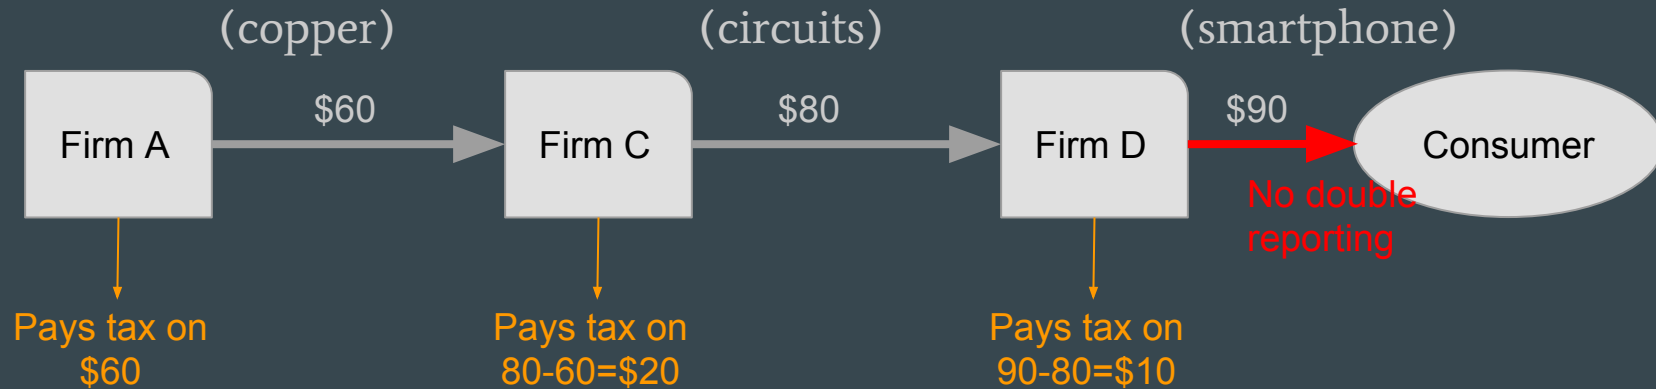 (copper)
(circuits)
(smartphone)
$60
$80
$90
Firm A
Firm C
Firm D
Consumer
No double
reporting
Pays tax on
$60
Pays tax on
80-60=$20
Pays tax on
90-80=$10